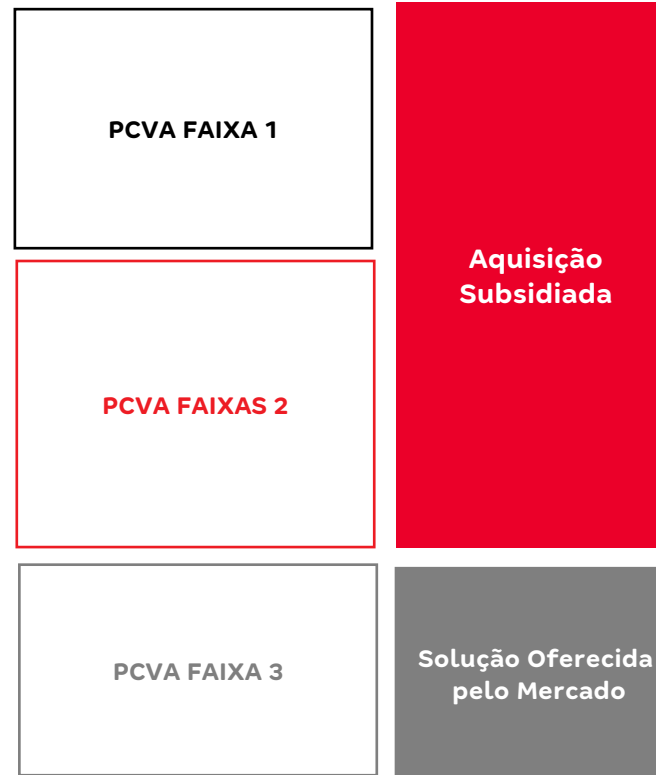 PCVA FAIXA 1
Aquisição
Subsidiada
PCVA FAIXAS 2
PCVA FAIXA 3
Solução Oferecida
pelo Mercado